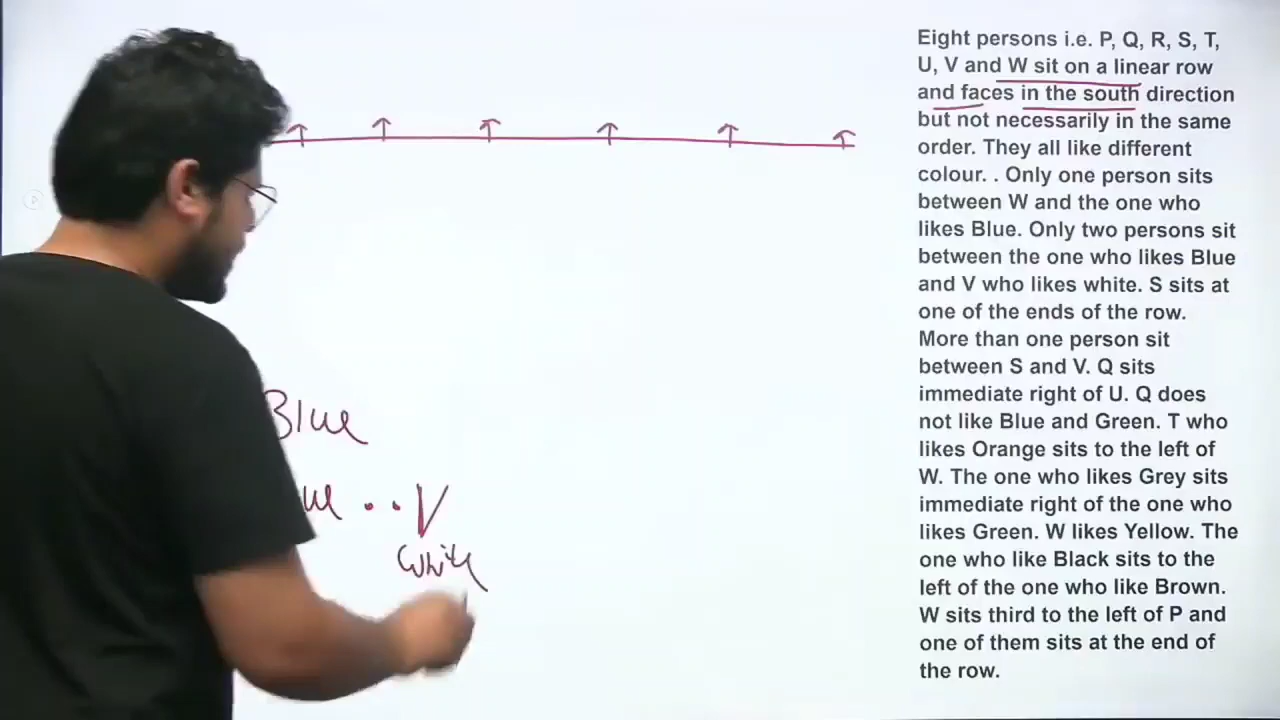 Eight persons i.e. P, Q, R, S, T,
U, V and W sit on a linear row
and faces in the south direction
but not necessarily in the same
order. They all like different
colour. . Only one person sits
between W and the one who
likes Blue. Only two persons sit
between the one who likes Blue
and V who likes white. S sits at
one of the ends of the row.
More than one person sit
between S and V. Q sits
immediate right of U. Q does
not like Blue and Green. T who
likes Orange sits to the left of
W. The one who likes Grey sits
immediate right of the one who
likes Green. W likes Yellow. The
one who like Black sits to the
left of the one who like Brown.
W sits third to the left of P and
one of them sits at the end of
the row.
Blue
ue . . V
White